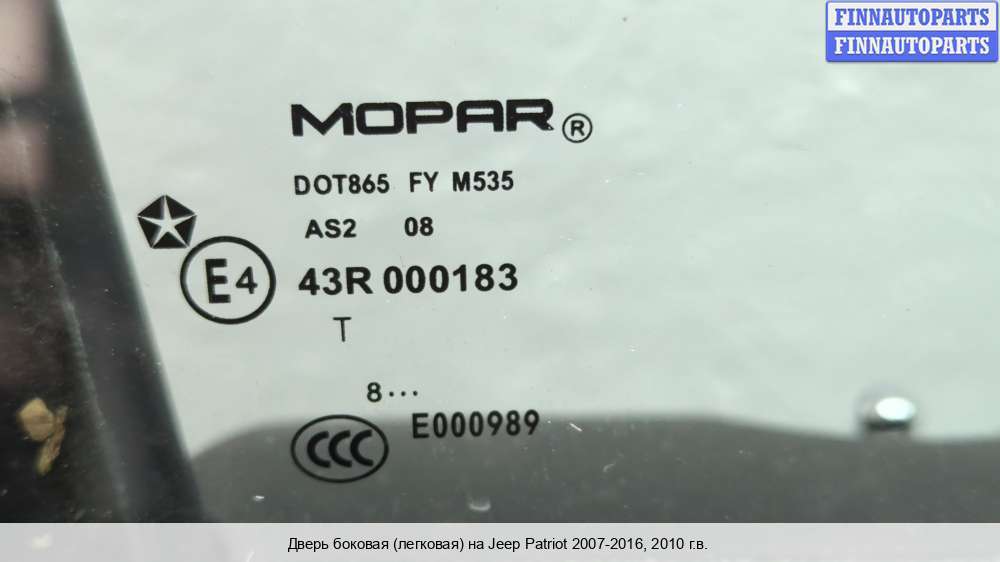 FINNAUTOPARTS
FINNAUTOPARTS
MOPAR®
DOT865 FY M535
AS2 08
E4 43R 000183
T
8...
CCC E000989
Дверь боковая (легковая) на Jeep Patriot 2007-2016, 2010 г.в.